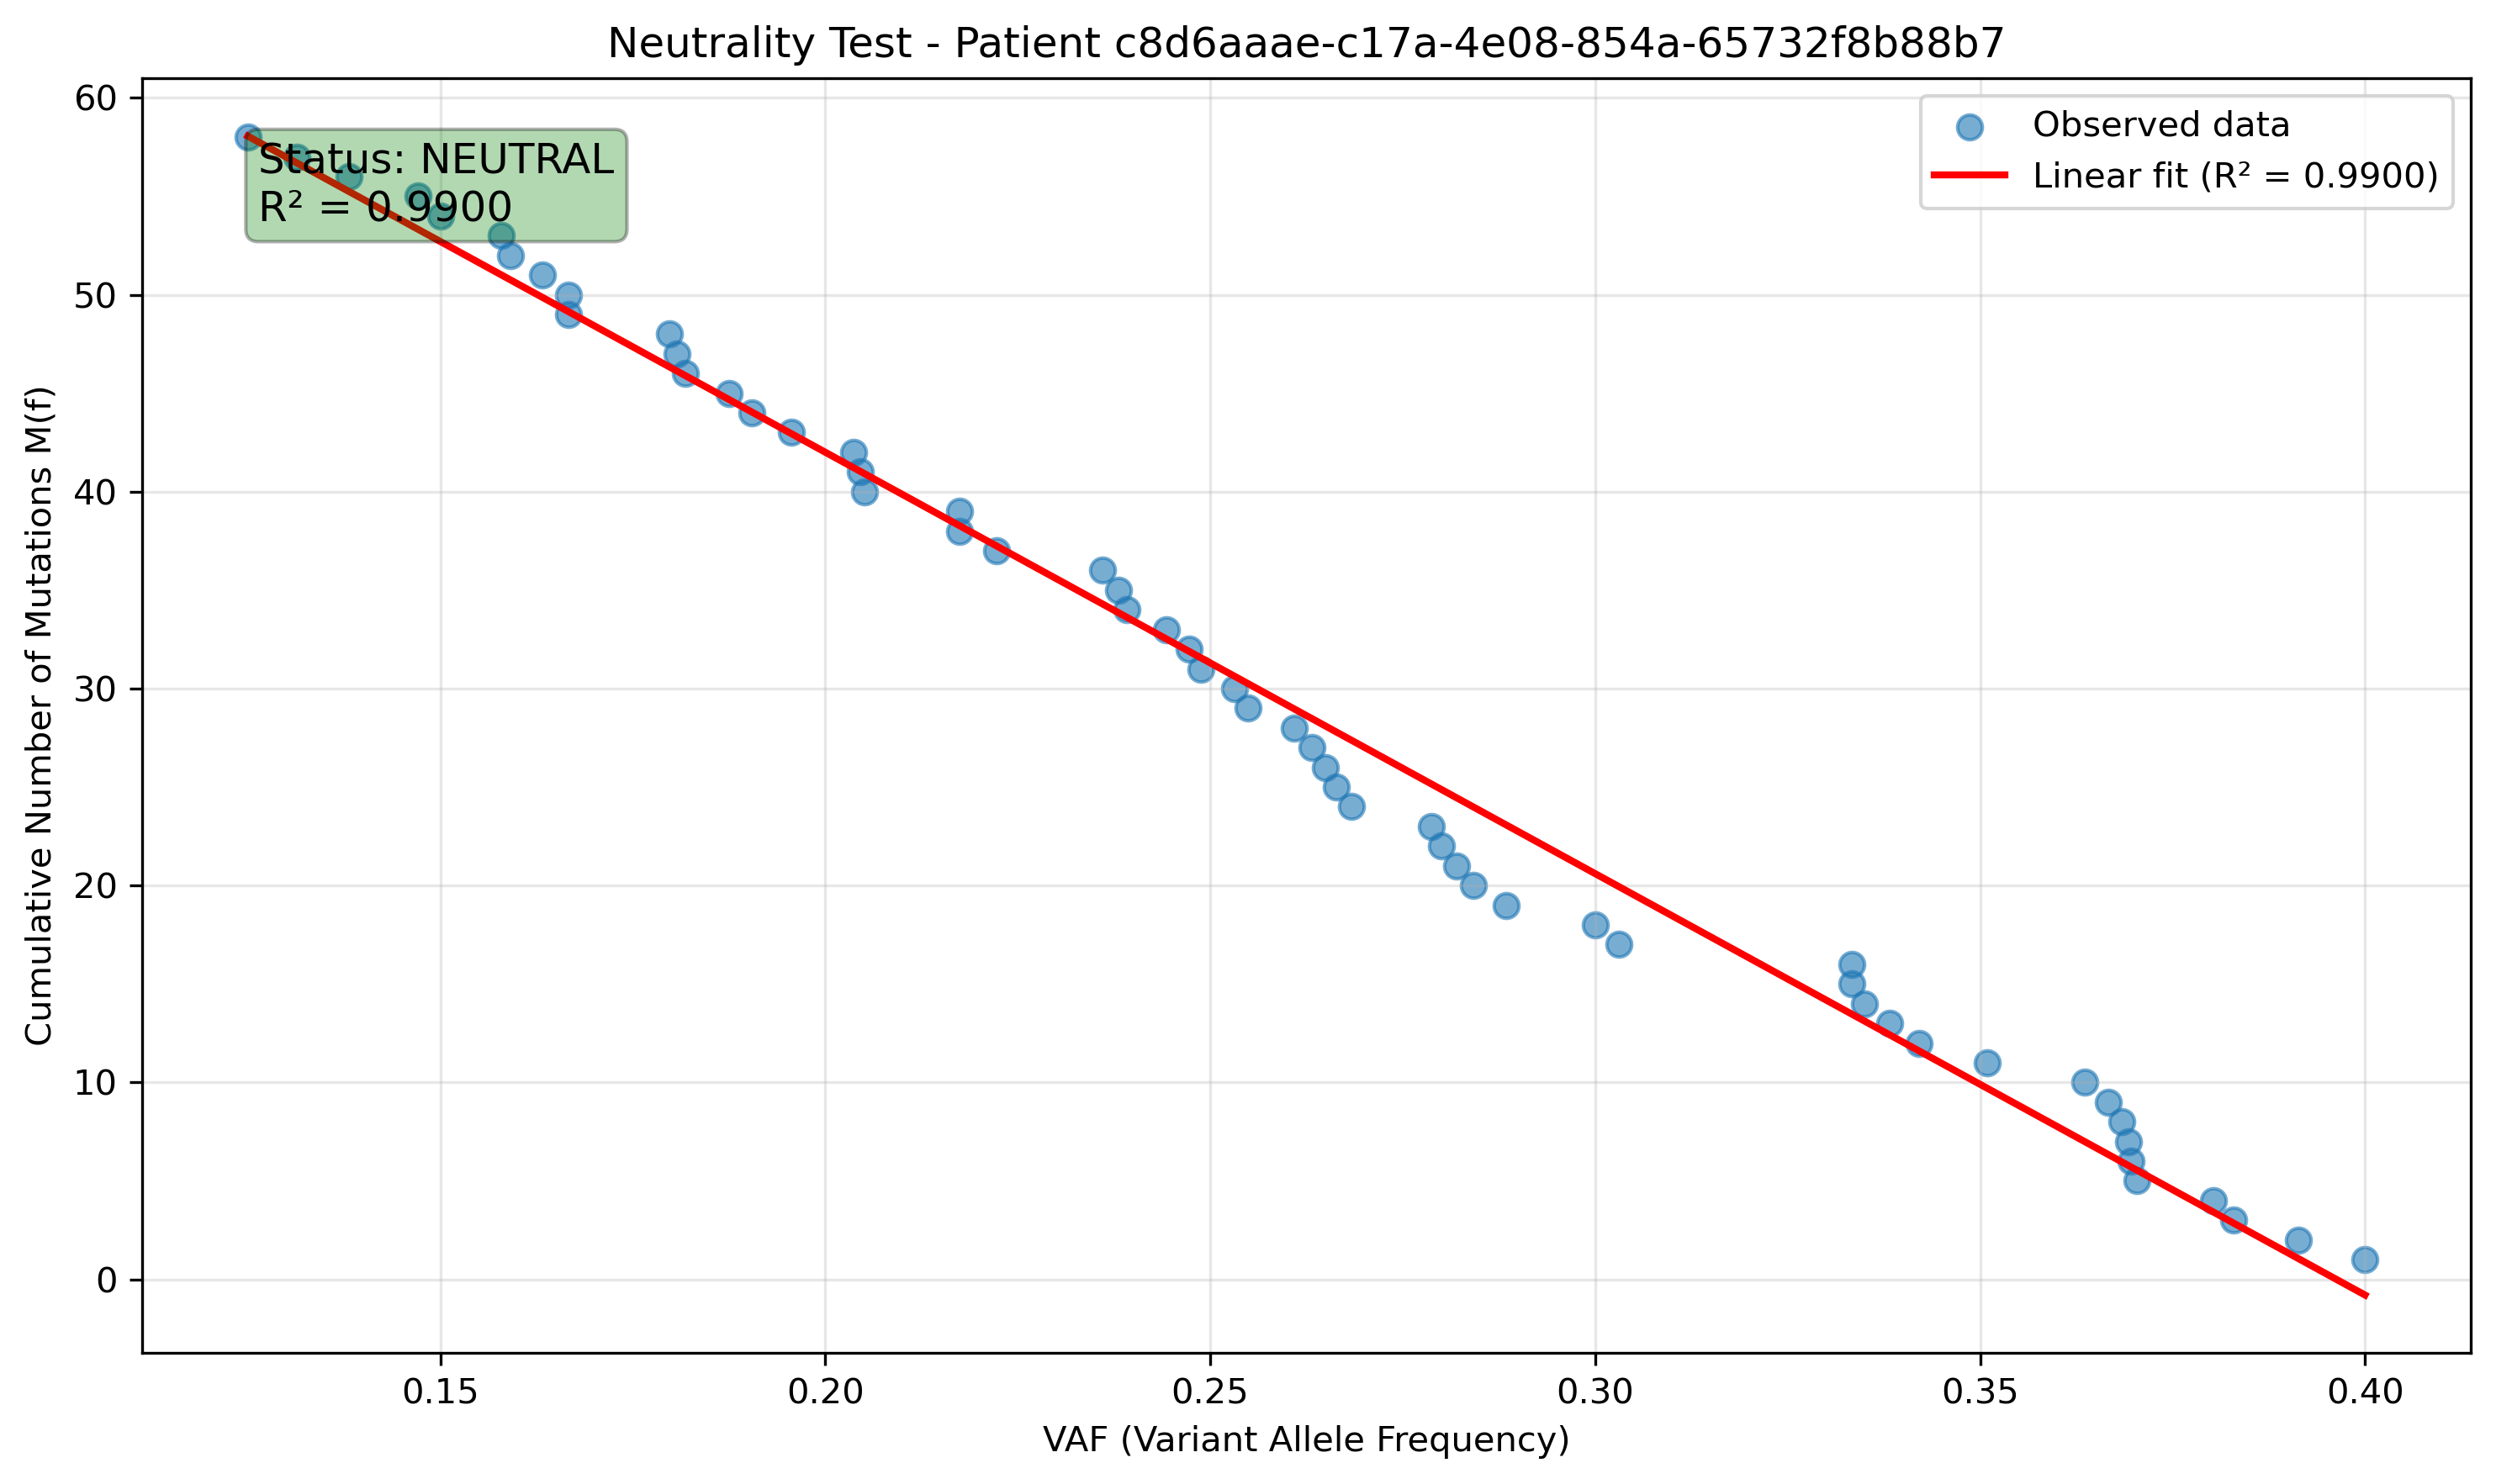 Neutrality Test - Patient c8d6aaae-c17a-4e08-854a-65732f8b88b7
Observed data
Linear fit (R² = 0.9900)
Status: NEUTRAL
R² = 0.9900
Cumulative Number of Mutations M(f)
60
50
40
30
20
10
0
0.15
0.20
0.25
0.30
0.35
0.40
VAF (Variant Allele Frequency)